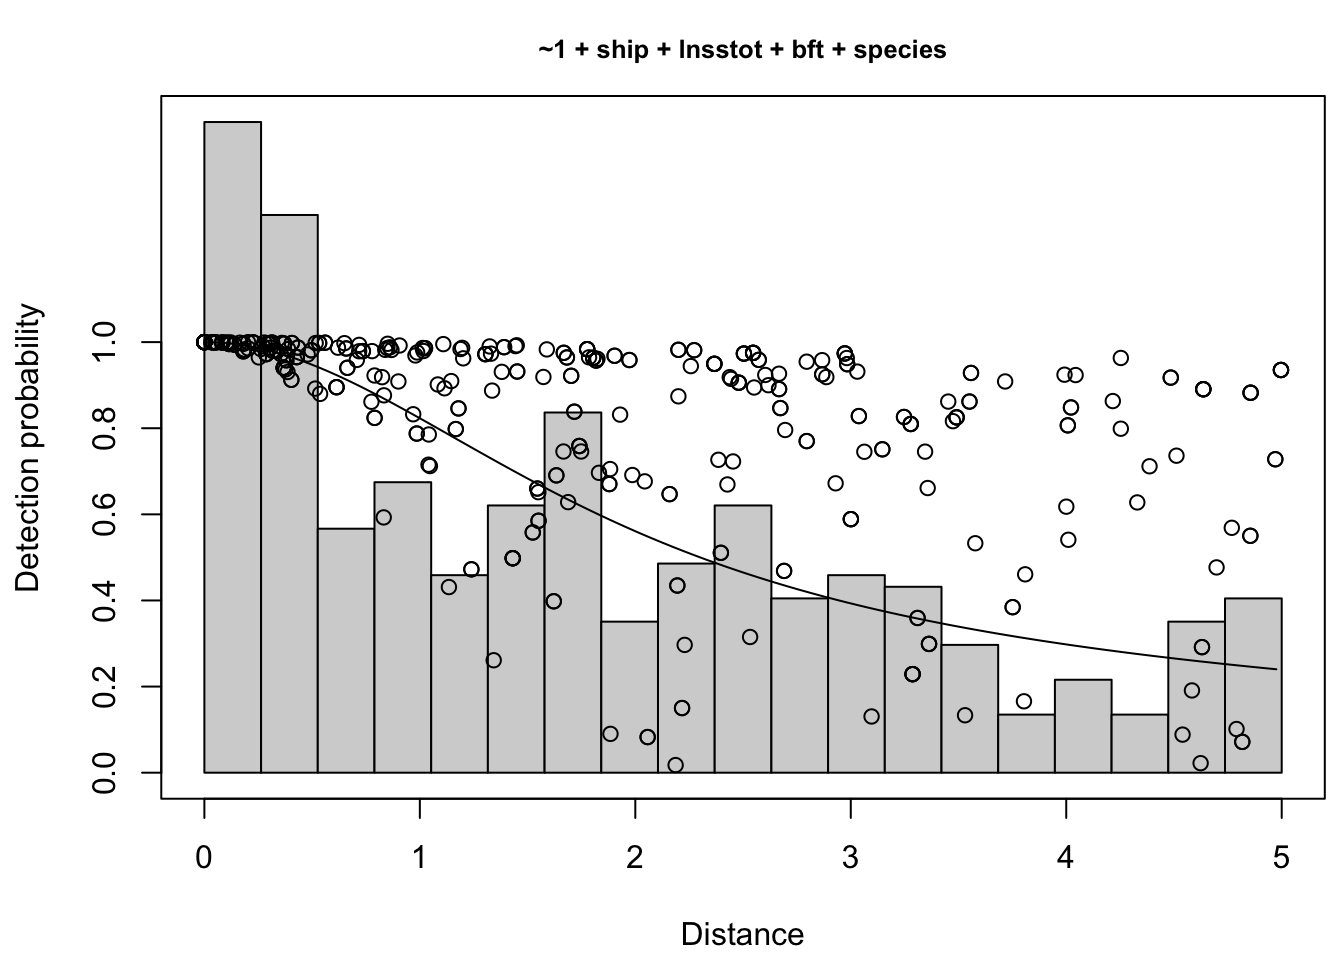 ~1 + ship + lnsstot + bft + species
Detection probability
1.0
0.8
0.6
0.4
0.2
0.0
0 1 2 3 4 5
Distance